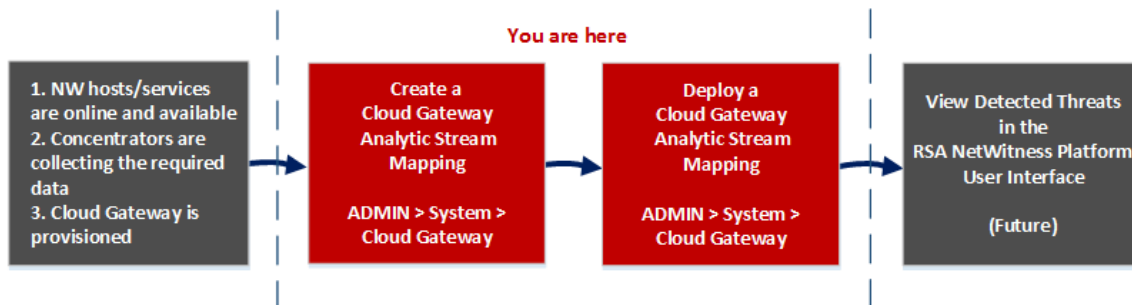 You are here
1. NW hosts/services
are online and available
2. Concentrators are
collecting the required
data
3. Cloud Gateway is
provisioned
Create a
Cloud Gateway
Analytic Stream
Mapping
ADMIN > System >
Cloud Gateway
Deploy a
Cloud Gateway
Analytic Stream
Mapping
ADMIN > System >
Cloud Gateway
View Detected Threats
in the
RSA NetWitness Platform
User Interface
(Future)